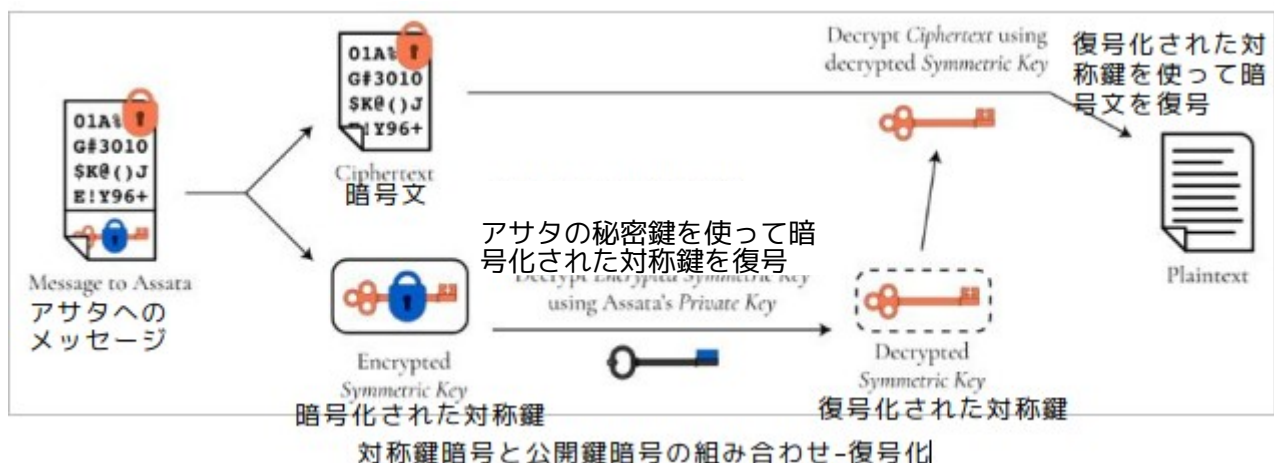 01A%
G#3010
$K@()J
E!Y96+
Message to Assata
アサタへの
メッセージ
01A%
G#3010
$K@()J
E!Y96+
Ciphertext
暗号文
アサタの秘密鍵を使って暗
号化された対称鍵を復号
Decrypt Encrypted Symmetric Key
using Assata's Private Key
Encrypted
Symmetric Key
暗号化された対称鍵
Decrypt Ciphertext using
decrypted Symmetric Key
復号化された対
称鍵を使って暗
号文を復号
Decrypted
Symmetric Key
復号化された対称鍵
Plaintext
対称鍵暗号と公開鍵暗号の組み合わせ–復号化